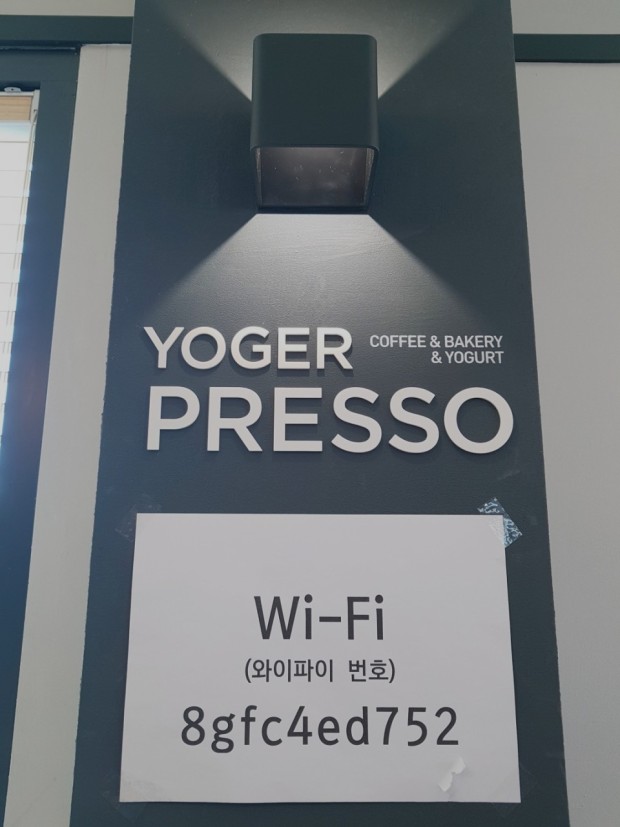 YOGER
COFFEE & BAKERY
& YOGURT
PRESSO
Wi-Fi
(와이파이 번호)
8gfc4ed752